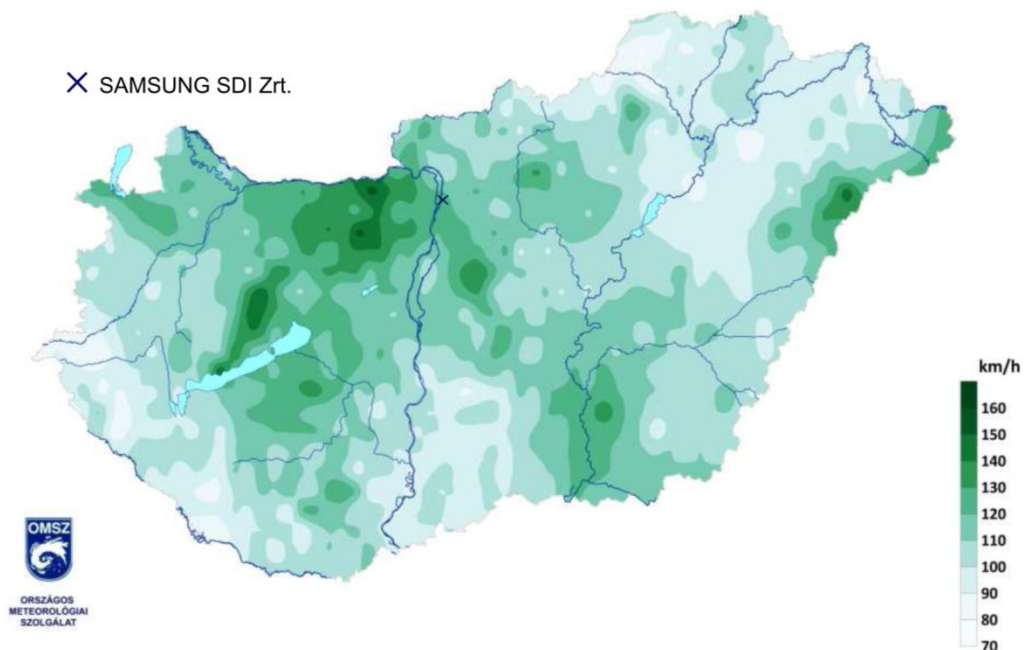 X SAMSUNG SDI Zrt.
km/h
160
150
140
130
120
110
100
90
80
70
OMSZ
ORSZÁGOS
METEOROLÓGIAI
SZOLGÁLAT